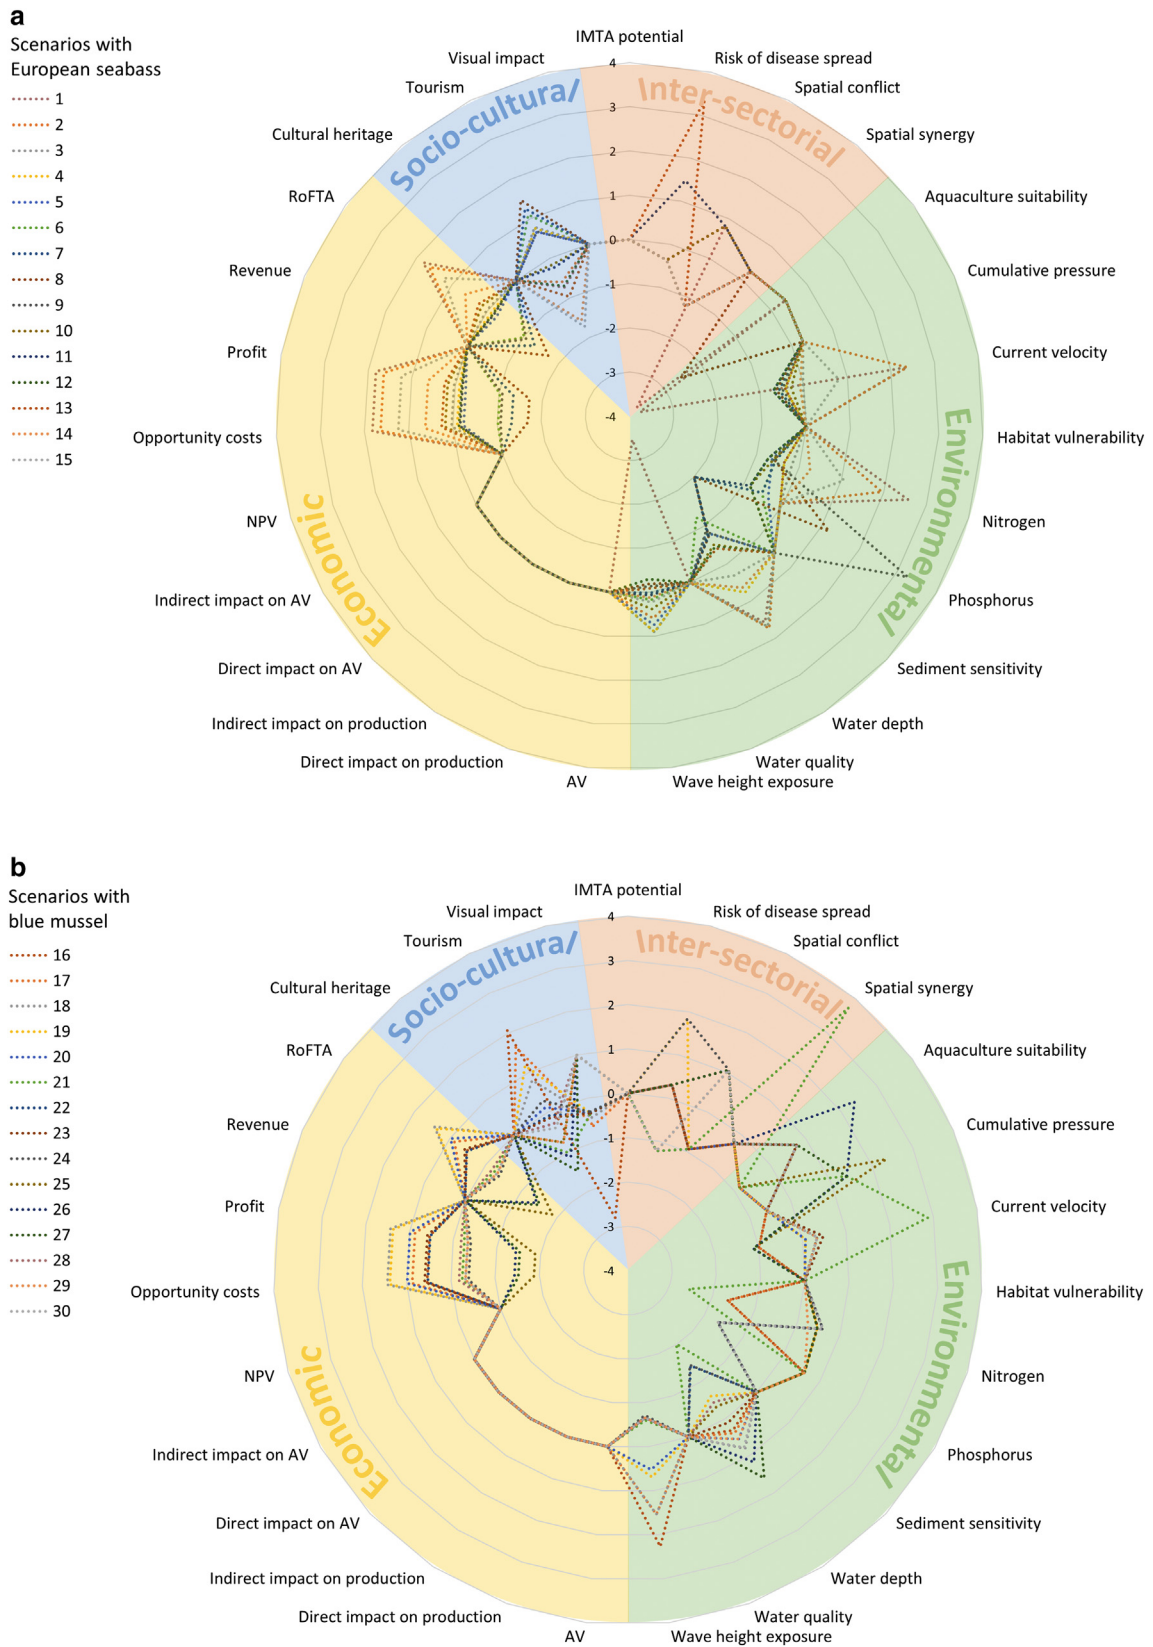 a
Scenarios with
European seabass
1
2
3
4
5
6
7
8
9
10
11
12
13
14
15
IMTA potential
Risk of disease spread
Spatial conflict
Spatial synergy
Aquaculture suitability
Cumulative pressure
Current velocity
Habitat vulnerability
Nitrogen
Phosphorus
Sediment sensitivity
Water depth
Water quality
Wave height exposure
AV
Direct impact on production
Indirect impact on production
Direct impact on AV
Indirect impact on AV
NPV
Opportunity costs
Profit
Revenue
RoFTA
Cultural heritage
Tourism
Visual impact
4
3
2
1
0
-1
-2
-3
-4
Socio-cultural
Inter-sectorial
Environmental
Economic
b
Scenarios with
blue mussel
16
17
18
19
20
21
22
23
24
25
26
27
28
29
30
IMTA potential
Risk of disease spread
Spatial conflict
Spatial synergy
Aquaculture suitability
Cumulative pressure
Current velocity
Habitat vulnerability
Nitrogen
Phosphorus
Sediment sensitivity
Water depth
Water quality
Wave height exposure
AV
Direct impact on production
Indirect impact on production
Direct impact on AV
Indirect impact on AV
NPV
Opportunity costs
Profit
Revenue
RoFTA
Cultural heritage
Tourism
Visual impact
4
3
2
1
0
-1
-2
-3
-4
Socio-cultural
Inter-sectorial
Environmental
Economic